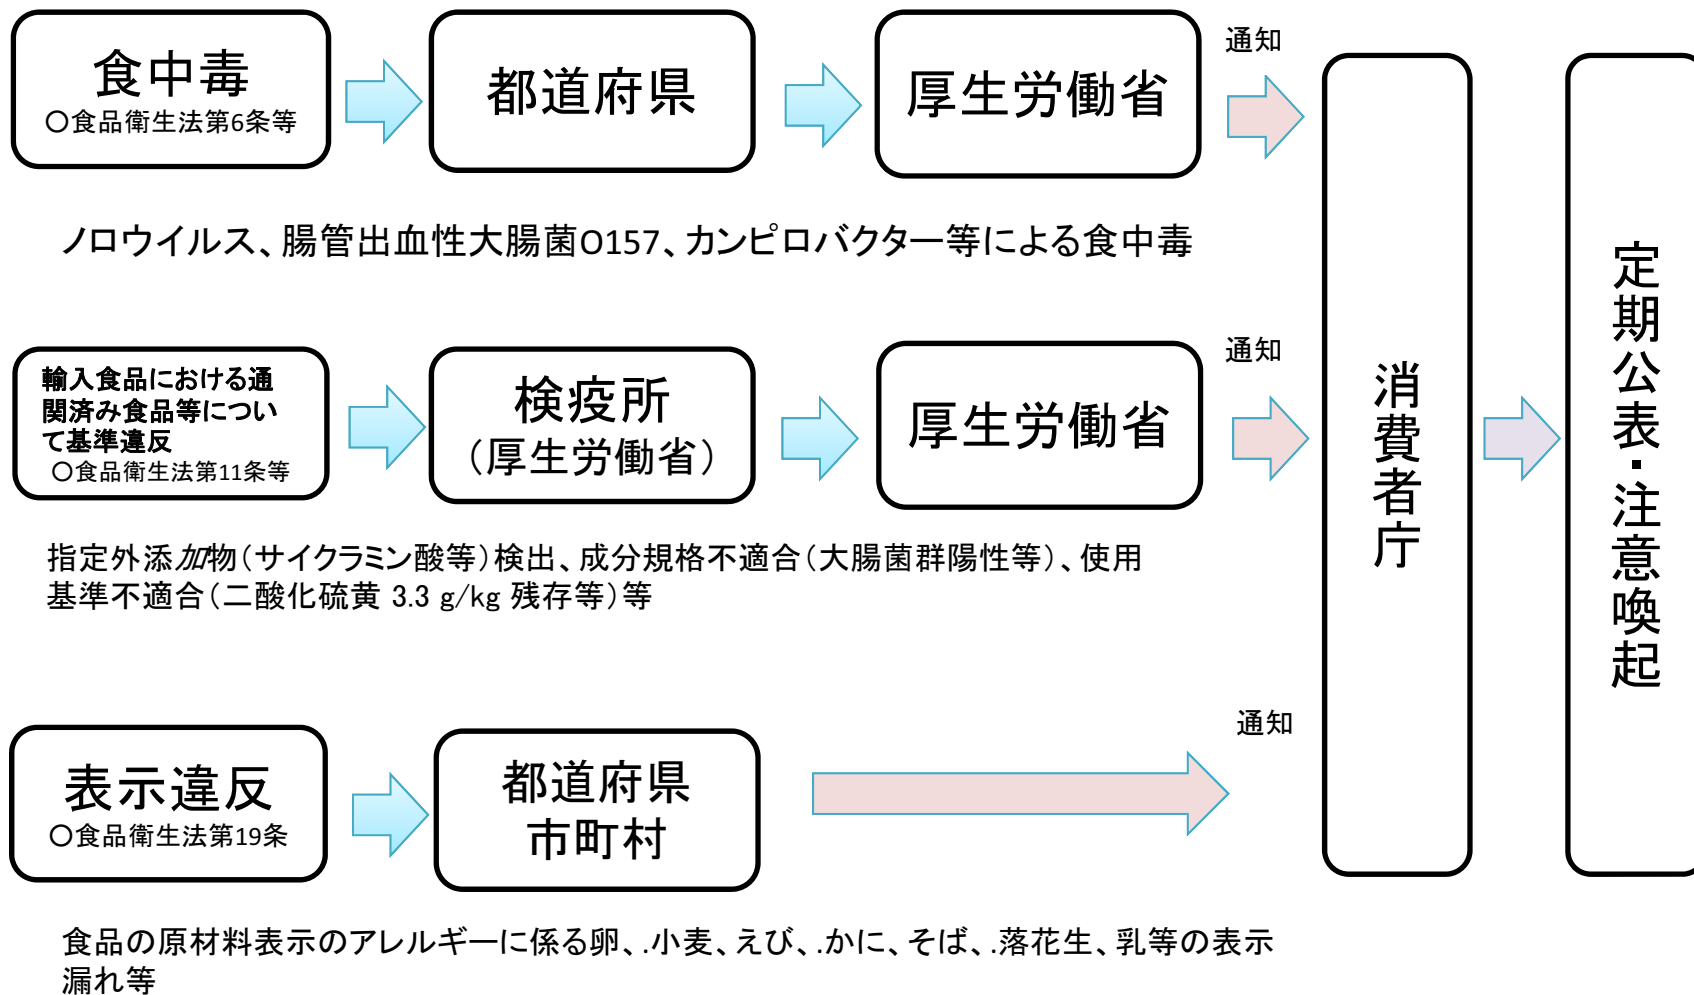 食中毒
〇食品衛生法第6条等
都道府県
厚生労働省
通知
ノロウイルス、腸管出血性大腸菌O157、カンピロバクター等による食中毒
輸入食品における通
関済み食品等につい
て基準違反
〇食品衛生法第11条等
検疫所
（厚生労働省）
厚生労働省
通知
指定外添加物（サイクラミン酸等）検出、成分規格不適合（大腸菌群陽性等）、使用
基準不適合（二酸化硫黄 3.3 g/kg 残存等）等
表示違反
〇食品衛生法第19条
都道府県
市町村
通知
食品の原材料表示のアレルギーに係る卵、.小麦、えび、.かに、そば、.落花生、乳等の表示
漏れ等
消費者庁
定期公表・注意喚起